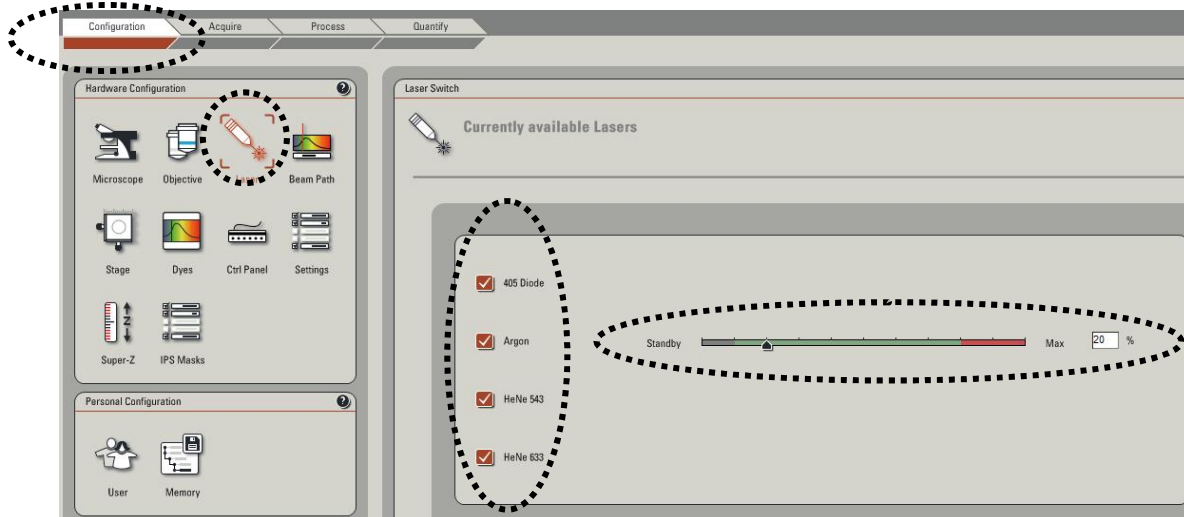 Configuration Acquire Process Quantify
Hardware Configuration ?
Microscope Objective Laser Beam Path
Stage Dyes Ctrl Panel Settings
Z
Super-Z IPS Masks
Personal Configuration ?
User Memory
Laser Switch
Currently available Lasers
405 Diode
Argon Standby Max 20 %
HeNe 543
HeNe 633